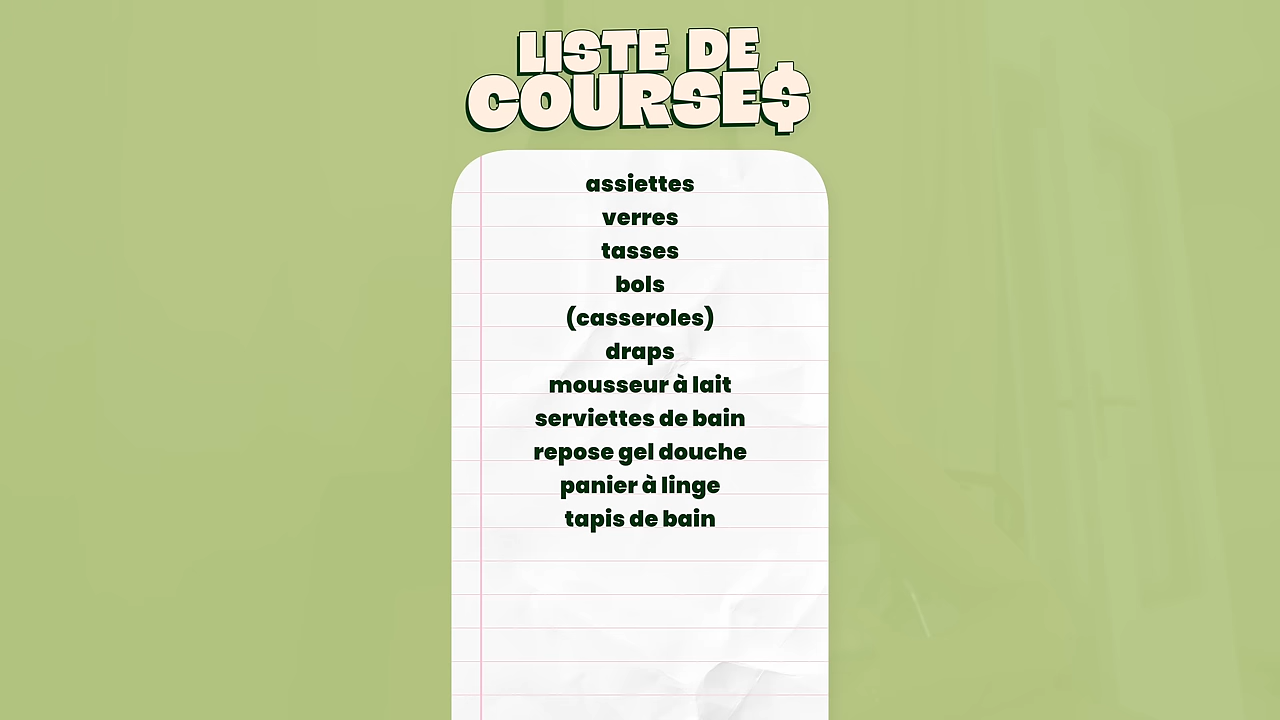 LISTE DE
COURSE$
assiettes
verres
tasses
bols
(casseroles)
draps
mousseur à lait
serviettes de bain
repose gel douche
panier à linge
tapis de bain